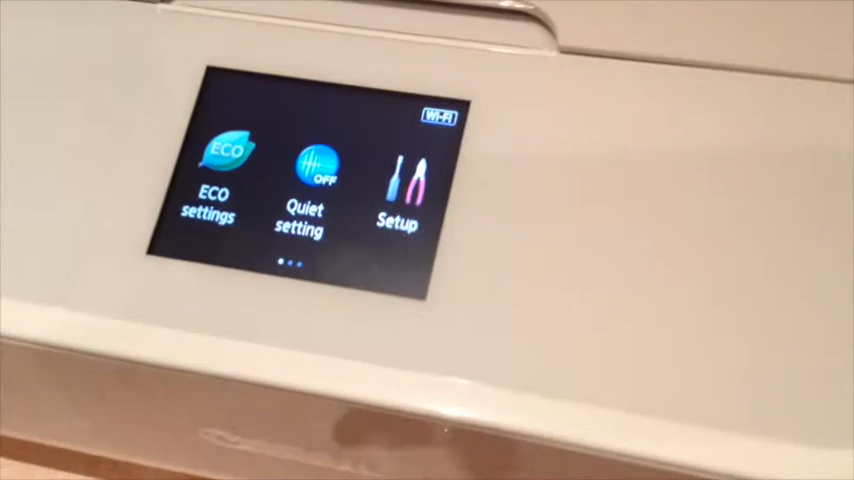 Wi-Fi
ECO
OFF
ECO
settings
Quiet
setting
Setup